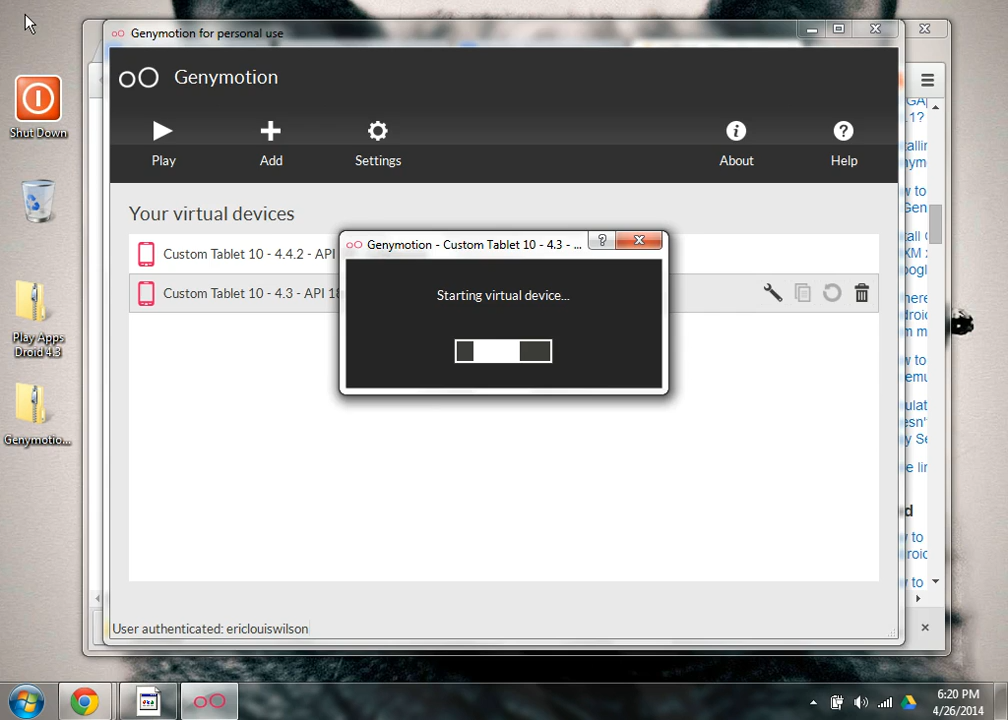 Genymotion for personal use
Genymotion
Play
Add
Settings
About
Help
Your virtual devices
Custom Tablet 10 - 4.4.2 - API
Custom Tablet 10 - 4.3 - API 18
Genymotion - Custom Tablet 10 - 4.3 - ...
Starting virtual device...
User authenticated: ericlouiswilson
Shut Down
Play Apps
Droid 4.3
Genymotio...
6:20 PM
4/26/2014